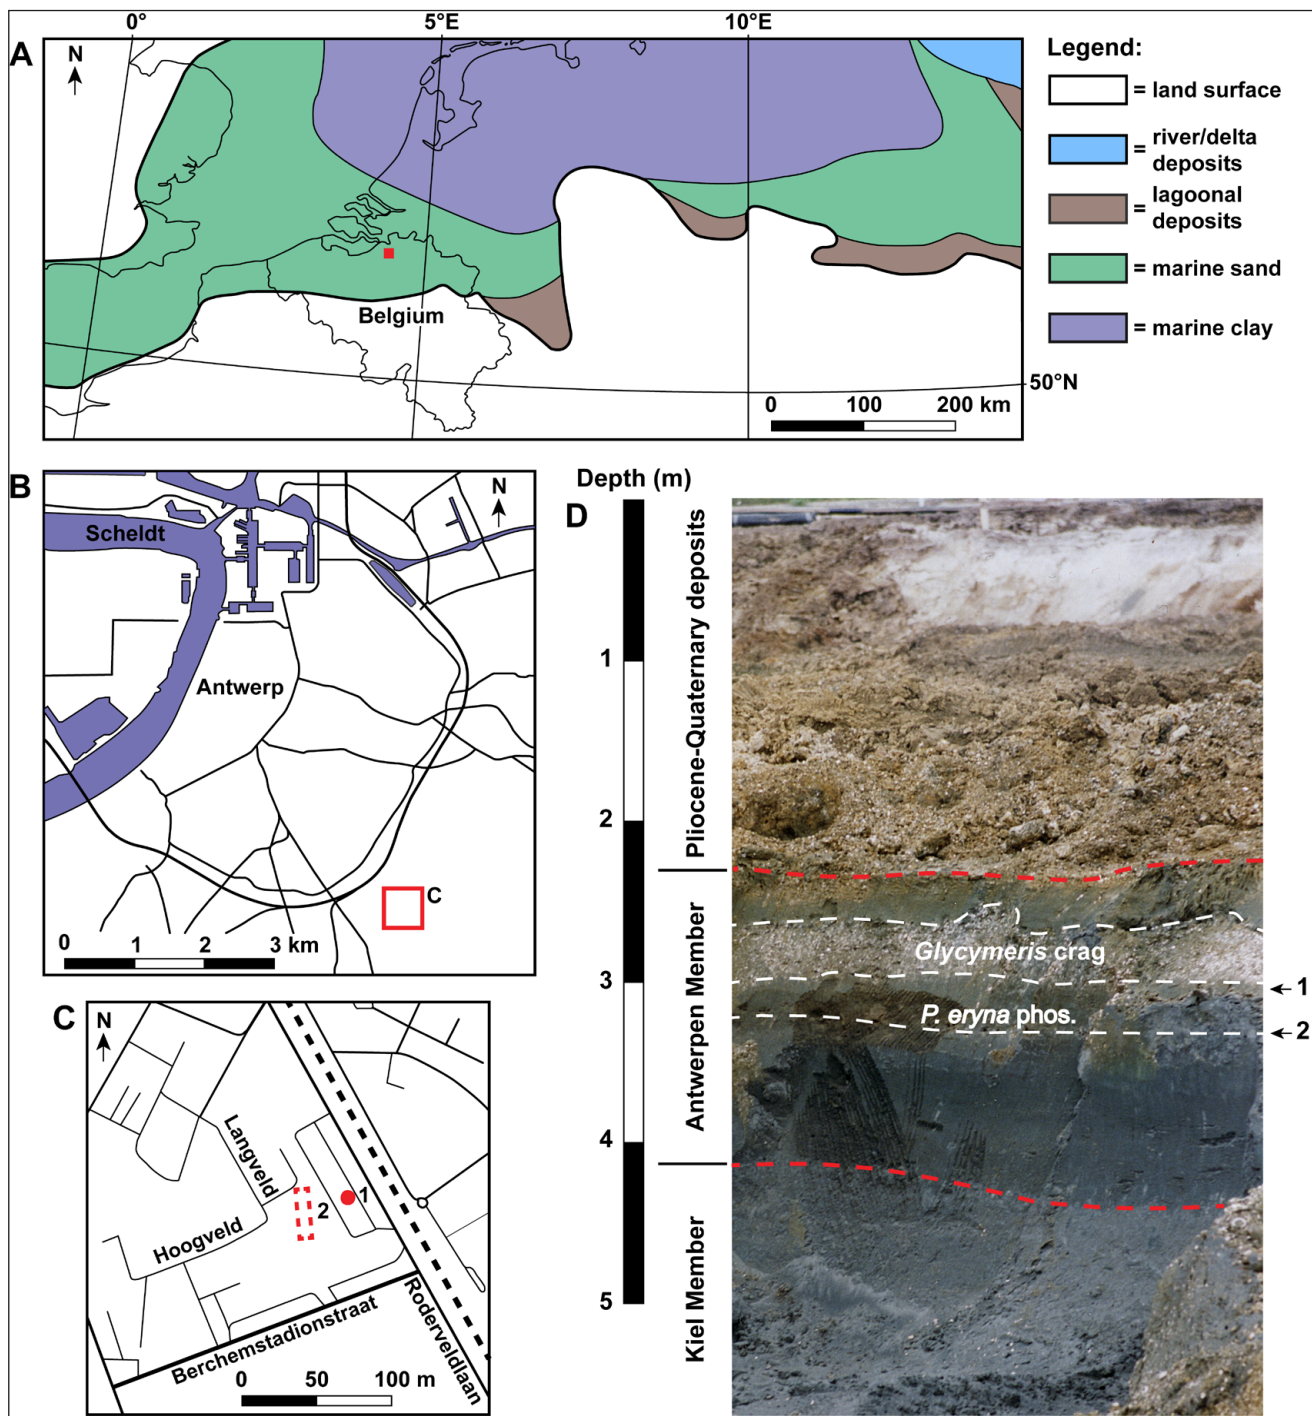 0°
5°E
10°E
A
N
Belgium
50°N
0
100
200 km
Legend:
= land surface
= river/delta
deposits
= lagoonal
deposits
= marine sand
= marine clay
B
N
Scheldt
Antwerp
C
0
1
2
3 km
C
N
Langveld
Hoogveld
1
2
Berchemstadionstraat
Roderveldlaan
0
50
100 m
D
Depth (m)
1
2
3
4
5
Pliocene-Quaternary deposits
Antwerpen Member
Kiel Member
Glycymeris crag
P. eryna phos.
1
2